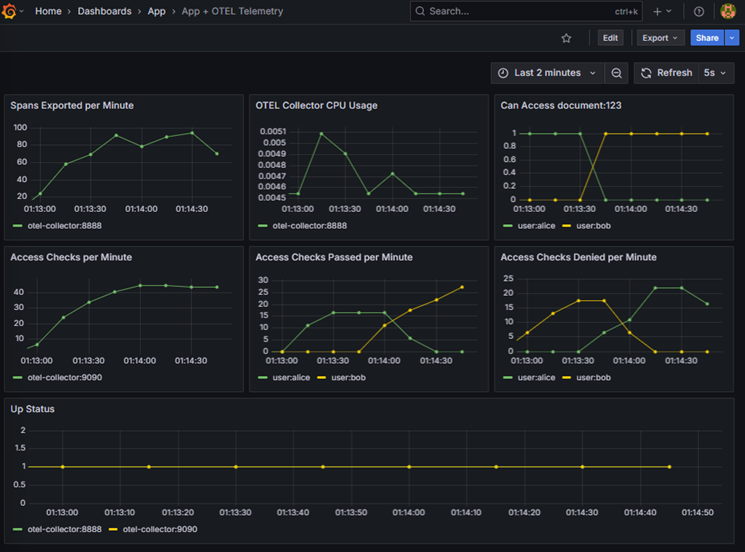 Home > Dashboards > App > App + OTEL Telemetry
Search... ctrl+k
Edit Export Share
Last 2 minutes Refresh 5s
Spans Exported per Minute
100
80
60
40
20
01:13:00 01:13:30 01:14:00 01:14:30
otel-collector:8888
OTEL Collector CPU Usage
0.0051
0.005
0.0049
0.0048
0.0047
0.0046
0.0045
01:13:00 01:13:30 01:14:00 01:14:30
otel-collector:8888
Can Access document:123
1
0.8
0.6
0.4
0.2
0
01:13:00 01:13:30 01:14:00 01:14:30
user:alice user:bob
Access Checks per Minute
40
30
20
10
01:13:00 01:13:30 01:14:00 01:14:30
otel-collector:9090
Access Checks Passed per Minute
30
25
20
15
10
5
0
01:13:00 01:13:30 01:14:00 01:14:30
user:alice user:bob
Access Checks Denied per Minute
25
20
15
10
5
0
01:13:00 01:13:30 01:14:00 01:14:30
user:alice user:bob
Up Status
2
1.5
1
0.5
0
01:13:00 01:13:10 01:13:20 01:13:30 01:13:40 01:13:50 01:14:00 01:14:10 01:14:20 01:14:30 01:14:40 01:14:50
otel-collector:8888 otel-collector:9090